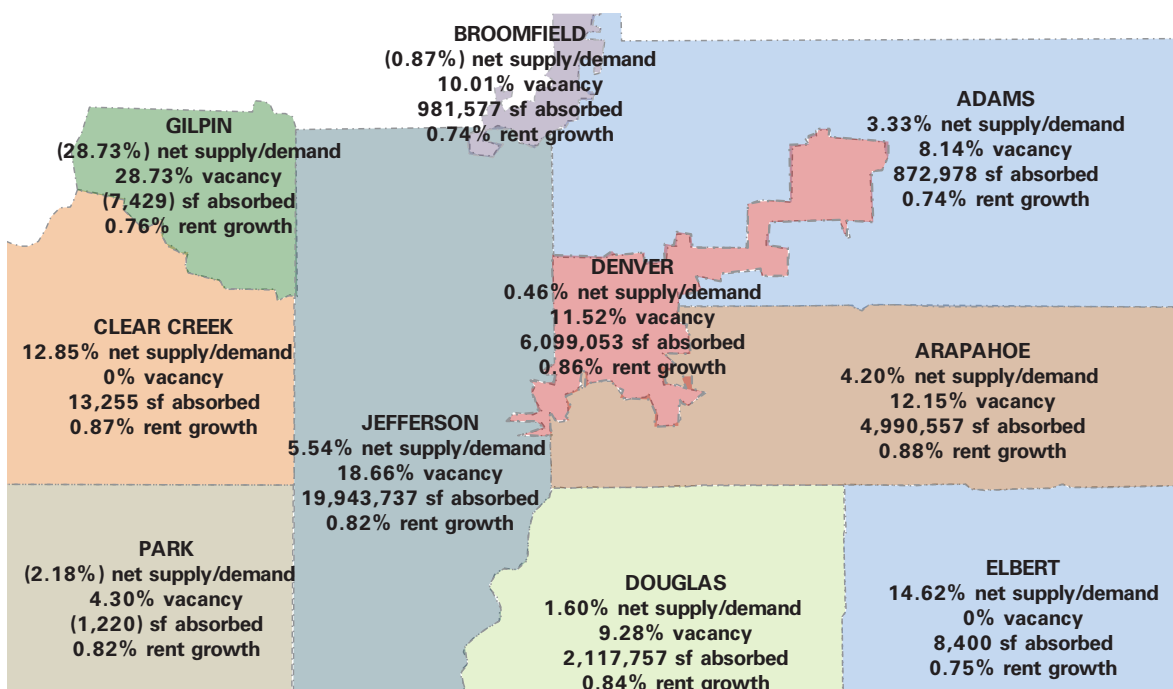 BROOMFIELD
(0.87%) net supply/demand
10.01% vacancy
981,577 sf absorbed
0.74% rent growth
ADAMS
3.33% net supply/demand
8.14% vacancy
872,978 sf absorbed
0.74% rent growth
GILPIN
(28.73%) net supply/demand
28.73% vacancy
(7,429) sf absorbed
0.76% rent growth
DENVER
0.46% net supply/demand
11.52% vacancy
6,099,053 sf absorbed
0.86% rent growth
CLEAR CREEK
12.85% net supply/demand
0% vacancy
13,255 sf absorbed
0.87% rent growth
ARAPAHOE
4.20% net supply/demand
12.15% vacancy
4,990,557 sf absorbed
0.88% rent growth
JEFFERSON
5.54% net supply/demand
18.66% vacancy
19,943,737 sf absorbed
0.82% rent growth
PARK
(2.18%) net supply/demand
4.30% vacancy
(1,220) sf absorbed
0.82% rent growth
DOUGLAS
1.60% net supply/demand
9.28% vacancy
2,117,757 sf absorbed
0.84% rent growth
ELBERT
14.62% net supply/demand
0% vacancy
8,400 sf absorbed
0.75% rent growth